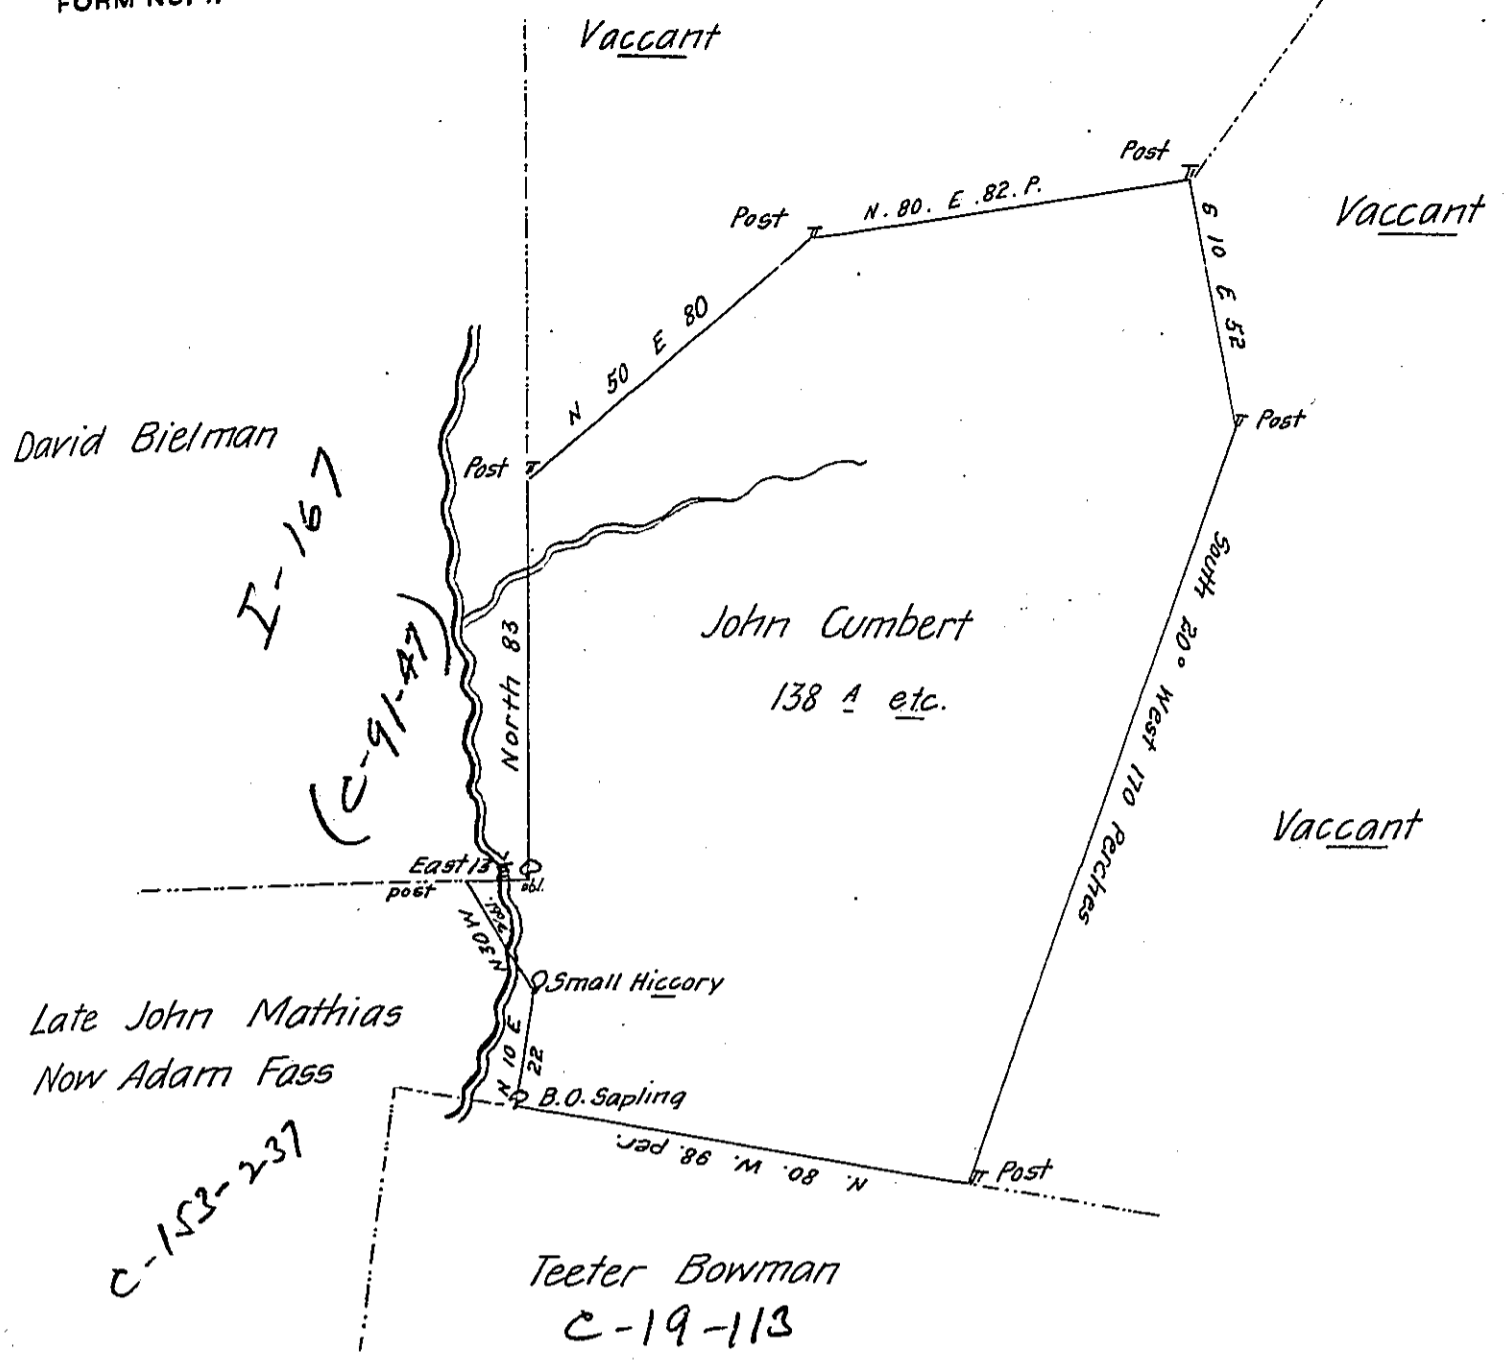 FORM NO.
Vaccant
Post
N. 80. E. 82. P.
Post
Vaccant
S 10 E 52
N 50 E 80
David Bielman
Post
Post
I-167
South 20° West 170 Perches
John Cumbert
138 A etc.
North 83
(C-91-47)
Vaccant
East 13
post
N 30 W
Small Hiccory
Late John Mathias
Now Adam Fass
N 10 E
22
B.O. Sapling
N. 80. W. 98. per.
Post
C-153-237
Teeter Bowman
C-19-113